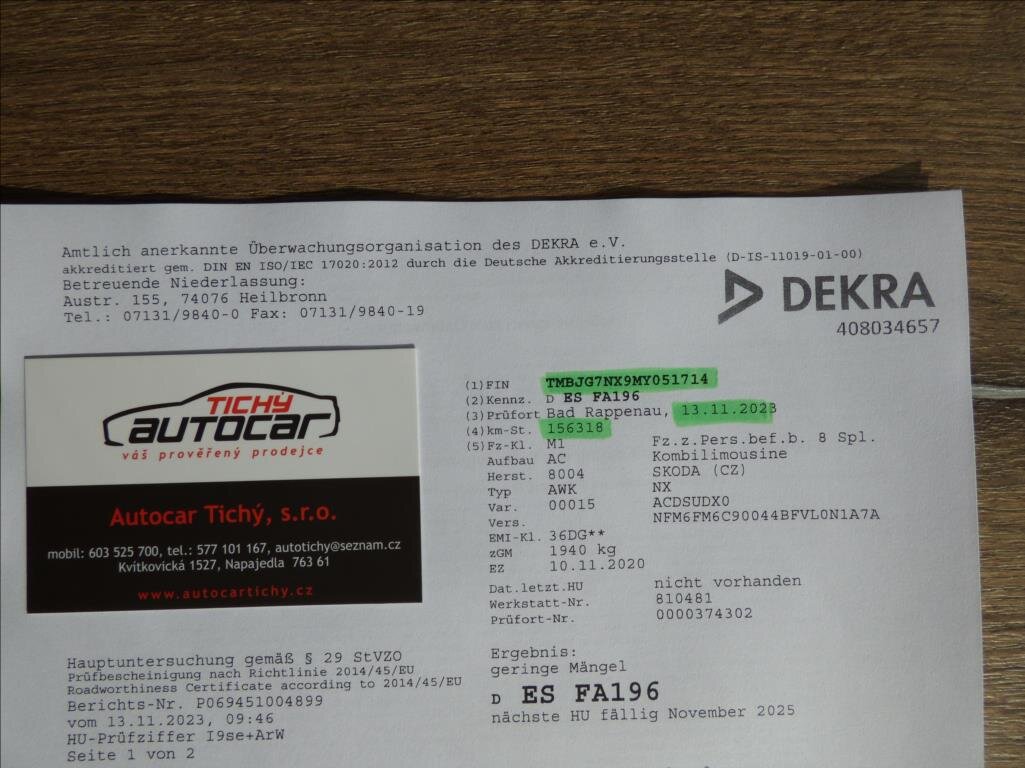 Amtlich anerkannte Überwachungsorganisation des DEKRA e.V.
akkreditiert gem. DIN EN ISO/IEC 17020:2012 durch die Deutsche Akkreditierungsstelle (D-IS-11019-01-00)
Betreuende Niederlassung:
Austr. 155, 74076 Heilbronn
Tel.: 07131/9840-0 Fax: 07131/9840-19
DEKRA
408034657
TICHÝ
autocar
váš prověřený prodejce
Autocar Tichý, s.r.o.
mobil: 603 525 700, tel.: 577 101 167, autotichy@seznam.cz
Kvítkovická 1527, Napajedla 763 61
www.autocartichy.cz
(1) FIN TMBJG7NX9MY051714
(2) Kennz. D ES FA196
(3) Prüfort Bad Rappenau, 13.11.2023
(4) km-St. 156318
(5) Fz-Kl. M1 Fz.z.Pers.bef.b. 8 Spl.
Aufbau AC Kombilimousine
Herst. 8004 SKODA (CZ)
Typ AWK NX
Var. 00015 ACDSUDX0
Vers. NFM6FM6C90044BFVL0N1A7A
EMI-Kl. 36DG**
zGM 1940 kg
EZ 10.11.2020
Dat.letzt.HU nicht vorhanden
Werkstatt-Nr. 810481
Prüfort-Nr. 0000374302
Hauptuntersuchung gemäß § 29 StVZO
Prüfbescheinigung nach Richtlinie 2014/45/EU
Roadworthiness Certificate according to 2014/45/EU
Berichts-Nr. P069451004899
vom 13.11.2023, 09:46
HU-Prüfziffer I9se+ArW
Seite 1 von 2
Ergebnis:
geringe Mängel
D ES FA196
nächste HU fällig November 2025